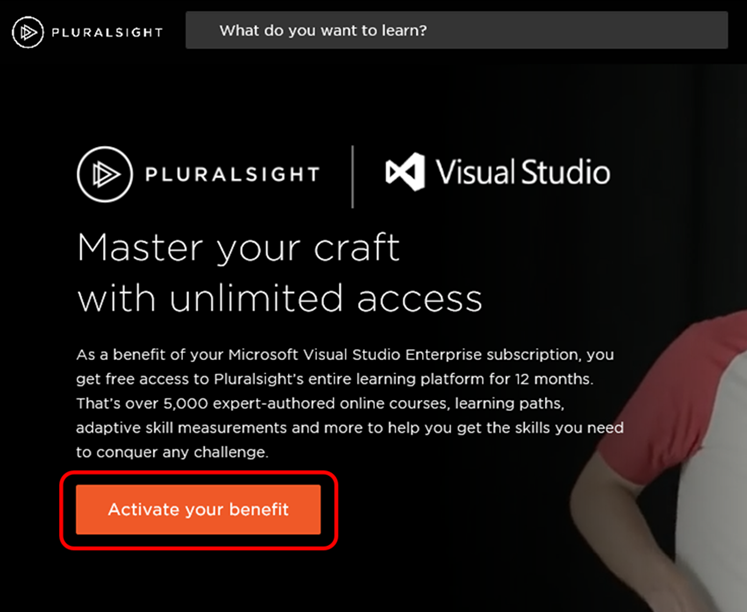 PLURALSIGHT
What do you want to learn?
PLURALSIGHT
Visual Studio
Master your craft
with unlimited access
As a benefit of your Microsoft Visual Studio Enterprise subscription, you
get free access to Pluralsight's entire learning platform for 12 months.
That's over 5,000 expert-authored online courses, learning paths,
adaptive skill measurements and more to help you get the skills you need
to conquer any challenge.
Activate your benefit